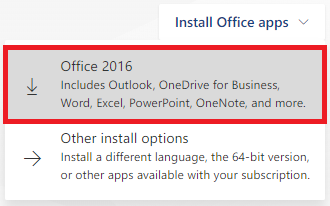 Install Office apps
Office 2016
Includes Outlook, OneDrive for Business,
Word, Excel, PowerPoint, OneNote, and more.
Other install options
Install a different language, the 64-bit version,
or other apps available with your subscription.